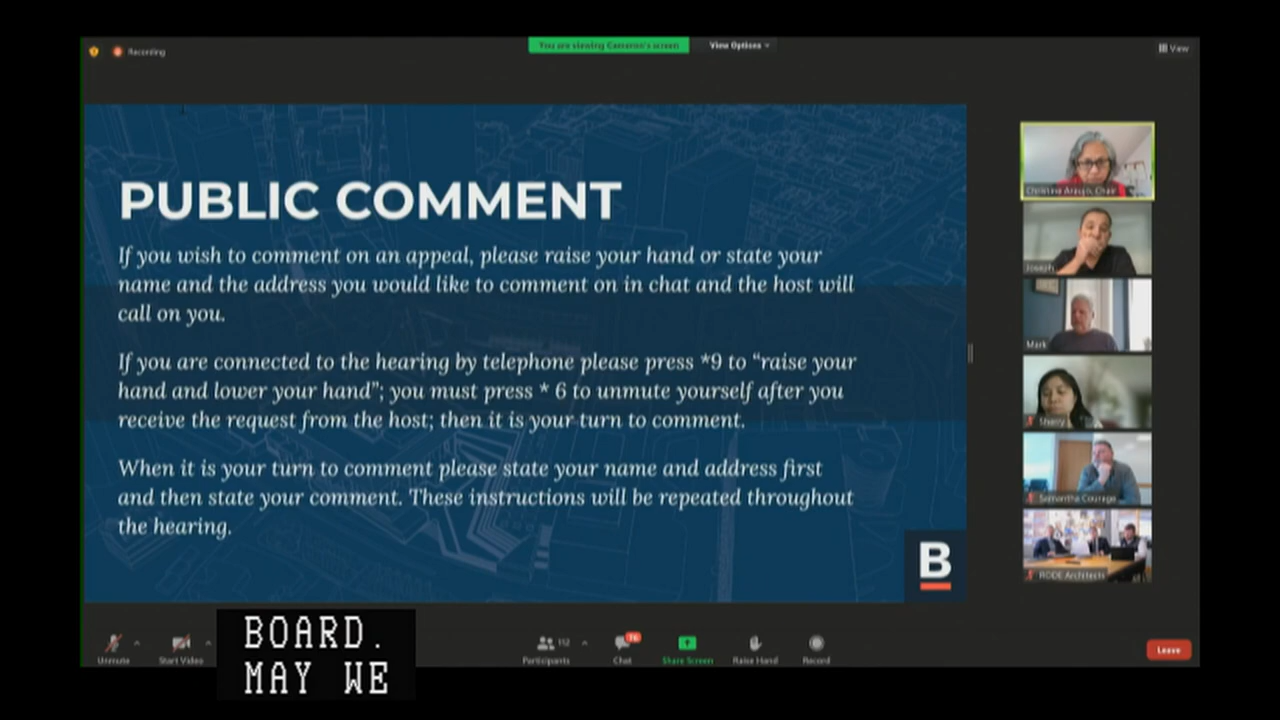 Recording
You are viewing Cameron's screen
View Options
View
PUBLIC COMMENT
If you wish to comment on an appeal, please raise your hand or state your
name and the address you would like to comment on in chat and the host will
call on you.
If you are connected to the hearing by telephone please press *9 to “raise your
hand and lower your hand”; you must press * 6 to unmute yourself after you
receive the request from the host; then it is your turn to comment.
When it is your turn to comment please state your name and address first
and then state your comment. These instructions will be repeated throughout
the hearing.
B
Christine Araujo, Chair
Joseph
Mark
Sherry
Samantha Courage
RODE Architects
Unmute
Start Video
BOARD.
MAY WE
Participants
112
Chat
Share Screen
Raise Hand
Record
Leave